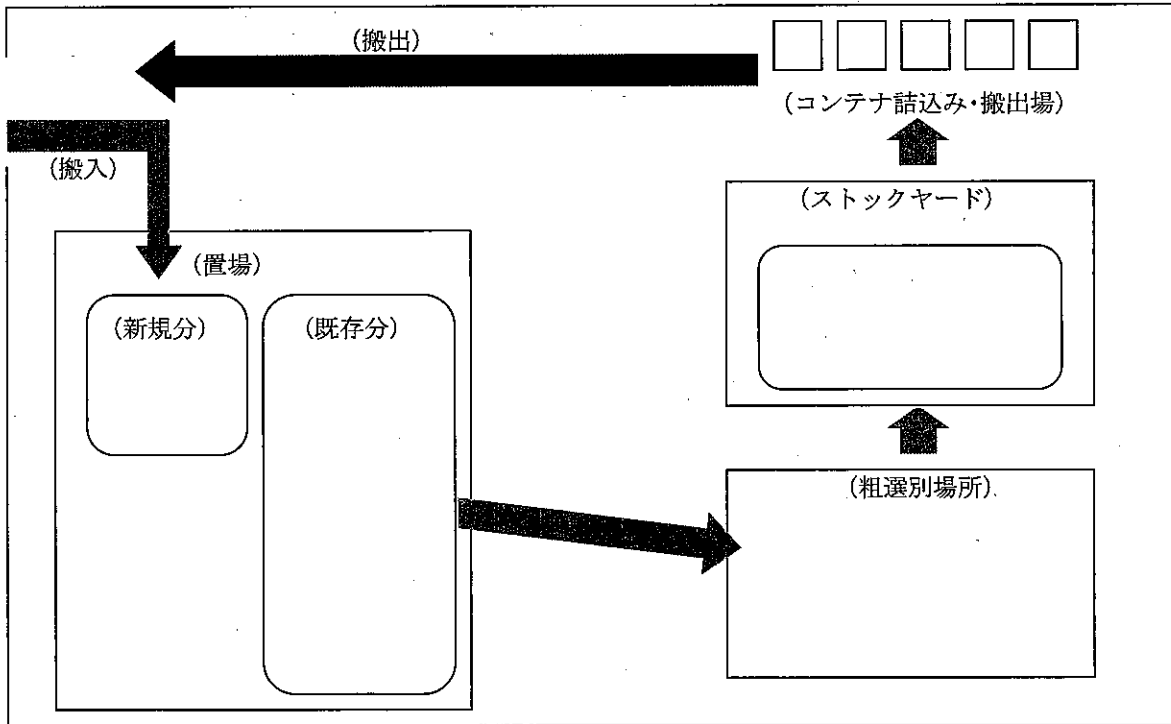 (搬出)
(コンテナ詰込み・搬出場)
(搬入)
(ストックヤード)
(置場)
(新規分)
(既存分)
(粗選別場所)